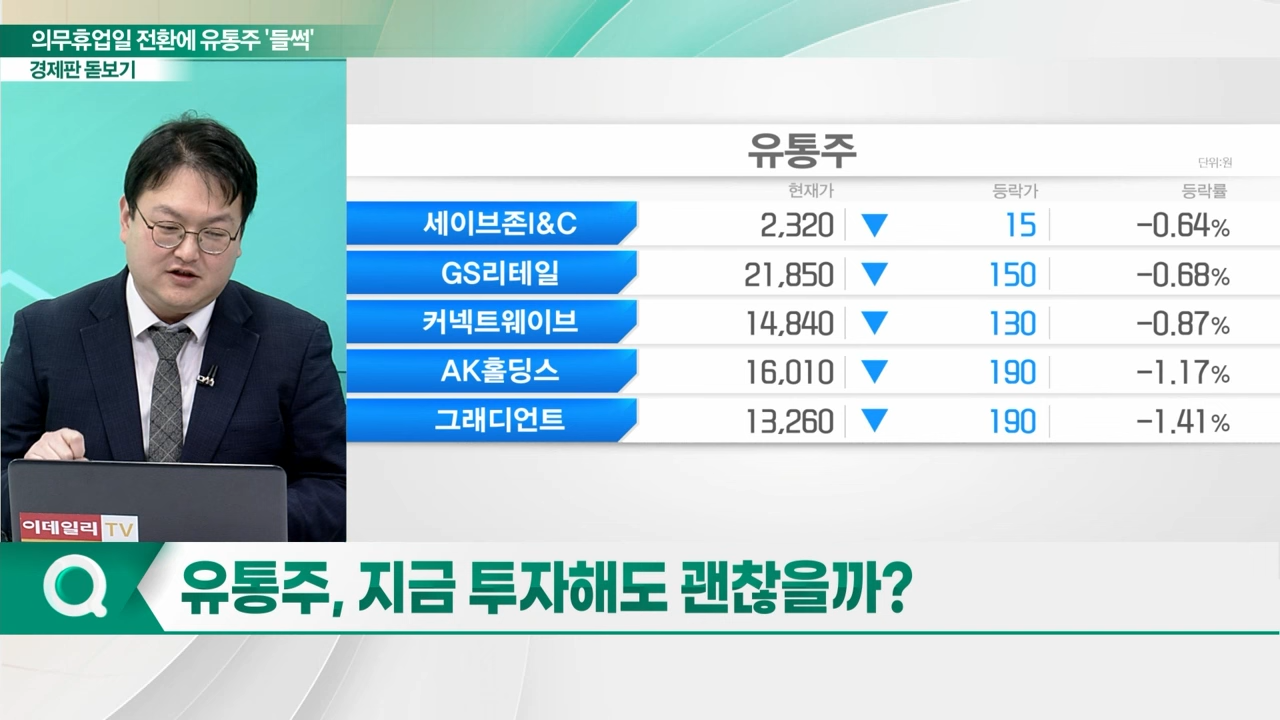 의무휴업일 전환에 유통주 '들썩'
경제판 돋보기
유통주
단위:원
현재가 등락가 등락률
세이브존I&C 2,320 ▼ 15 -0.64%
GS리테일 21,850 ▼ 150 -0.68%
커넥트웨이브 14,840 ▼ 130 -0.87%
AK홀딩스 16,010 ▼ 190 -1.17%
그래디언트 13,260 ▼ 190 -1.41%
이데일리TV
유통주, 지금 투자해도 괜찮을까?